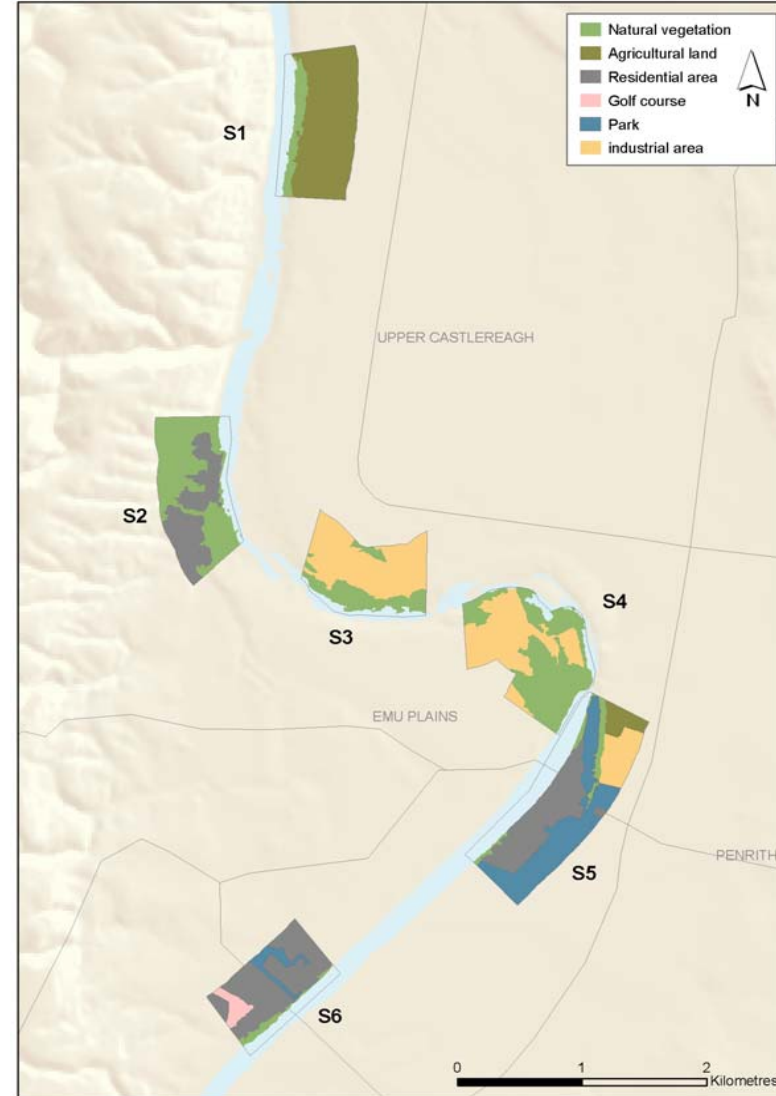 Natural vegetation
Agricultural land
Residential area
Golf course
Park
industrial area
N
S1
UPPER CASTLEREAGH
S2
S3
S4
EMU PLAINS
PENRITH
S5
S6
0 1 2
Kilometres